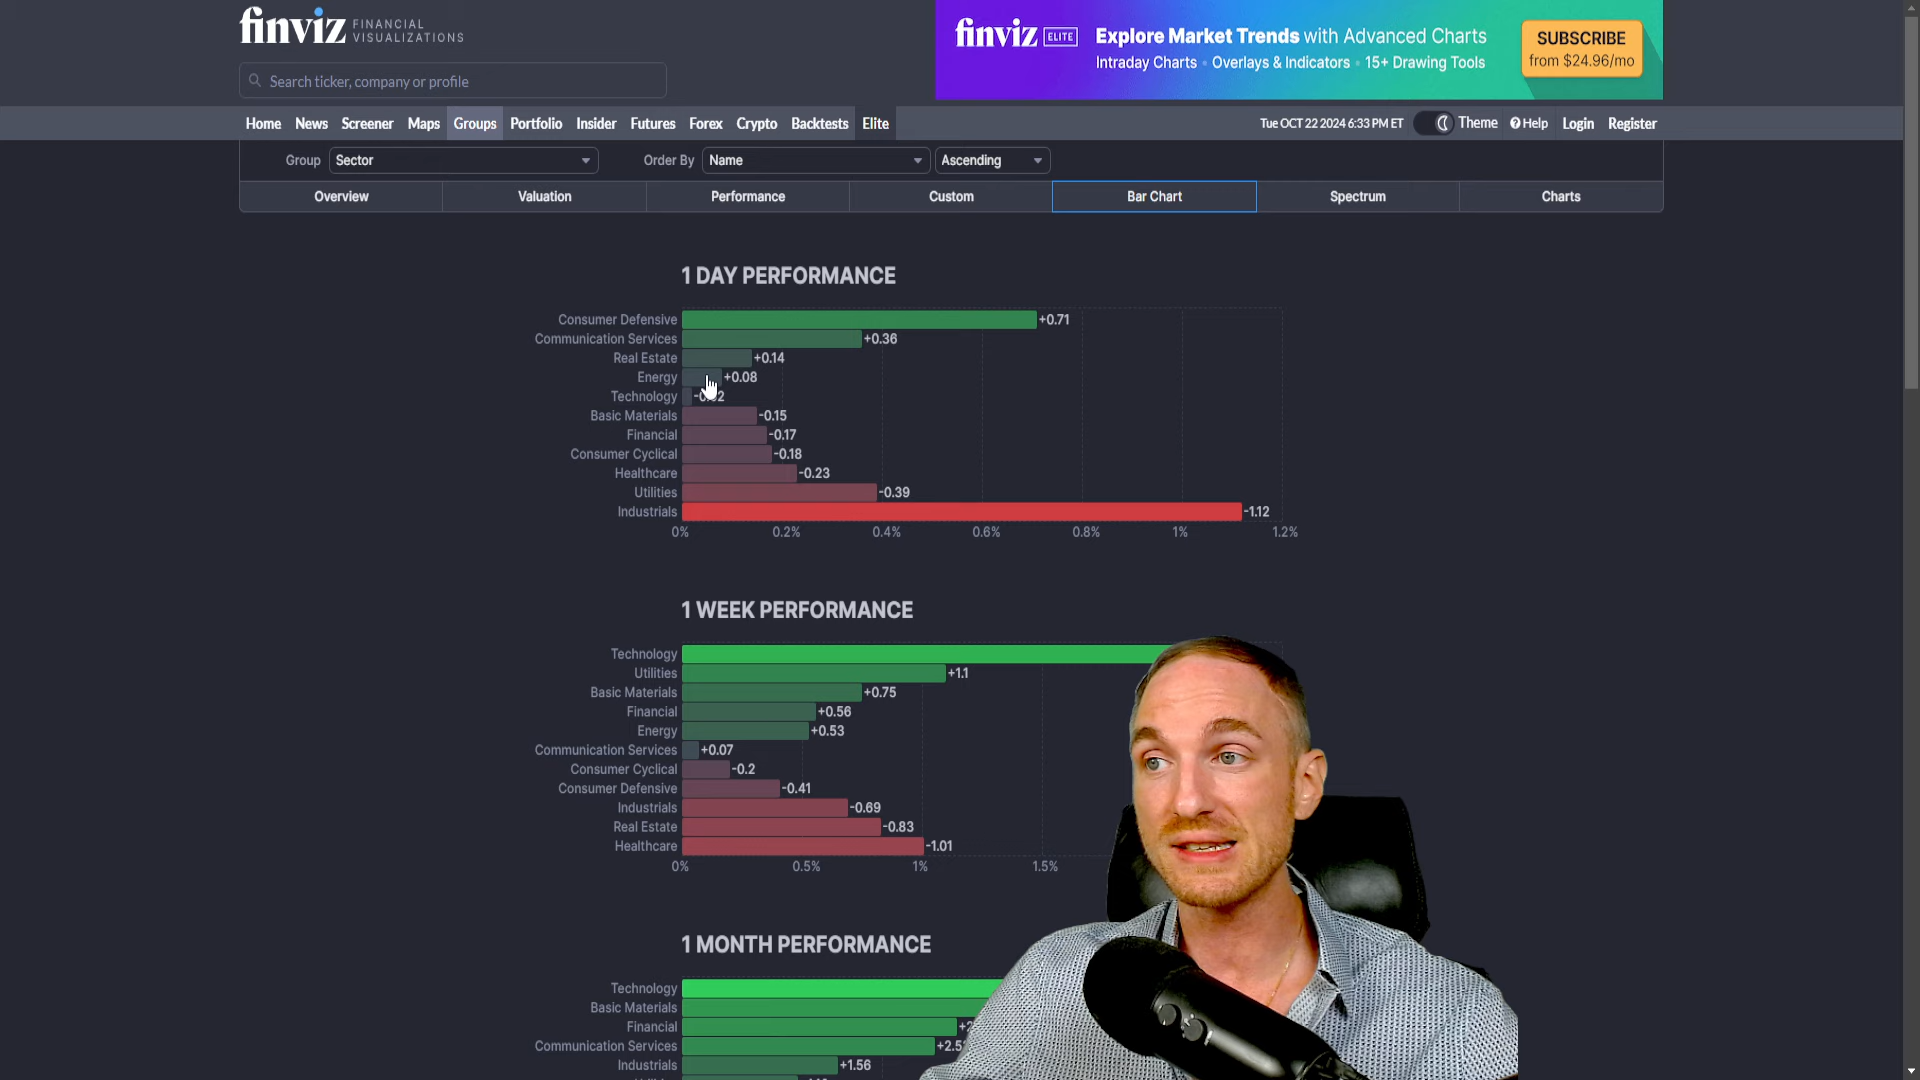 finviz FINANCIAL VISUALIZATIONS
finviz ELITE Explore Market Trends with Advanced Charts
Intraday Charts • Overlays & Indicators • 15+ Drawing Tools
SUBSCRIBE
from $24.96/mo
Search ticker, company or profile
Home News Screener Maps Groups Portfolio Insider Futures Forex Crypto Backtests Elite Tue OCT 22 2024 6:33 PM ET Theme Help Login Register
Group Sector Order By Name Ascending
Overview Valuation Performance Custom Bar Chart Spectrum Charts
1 DAY PERFORMANCE
Consumer Defensive +0.71
Communication Services +0.36
Real Estate +0.14
Energy +0.08
Technology
Basic Materials -0.15
Financial -0.17
Consumer Cyclical -0.18
Healthcare -0.23
Utilities -0.39
Industrials -1.12
0% 0.2% 0.4% 0.6% 0.8% 1% 1.2%
1 WEEK PERFORMANCE
Technology
Utilities +1.1
Basic Materials +0.75
Financial +0.56
Energy +0.53
Communication Services +0.07
Consumer Cyclical -0.2
Consumer Defensive -0.41
Industrials -0.69
Real Estate -0.83
Healthcare -1.01
0% 0.5% 1% 1.5%
1 MONTH PERFORMANCE
Technology
Basic Materials
Financial
Communication Services
Industrials +1.56